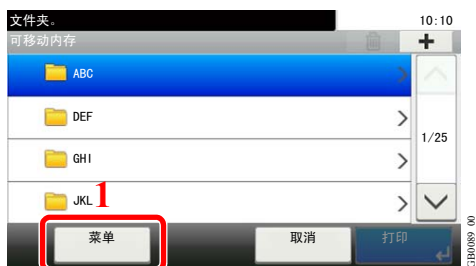 文件夹。
10:10
可移动内存
ABC
DEF
1/25
GHI
JKL
1
菜单
取消
打印
GB0089_00